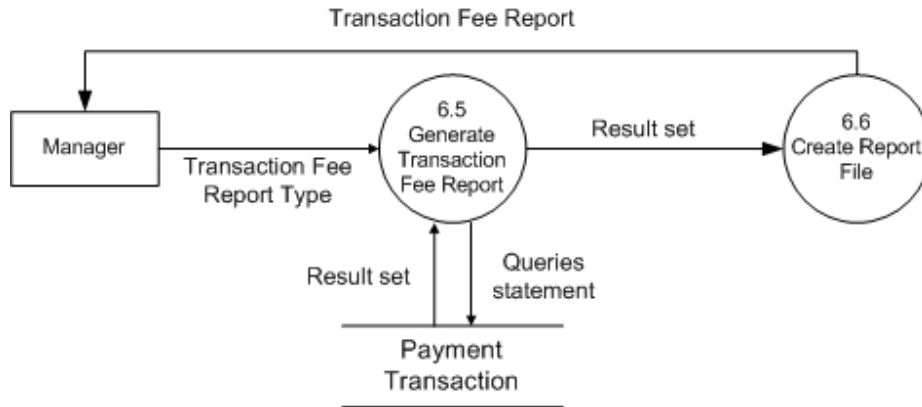 Transaction Fee Report
Manager
Transaction Fee
Report Type
6.5
Generate
Transaction
Fee Report
Result set
6.6
Create Report
File
Result set
Queries
statement
Payment
Transaction